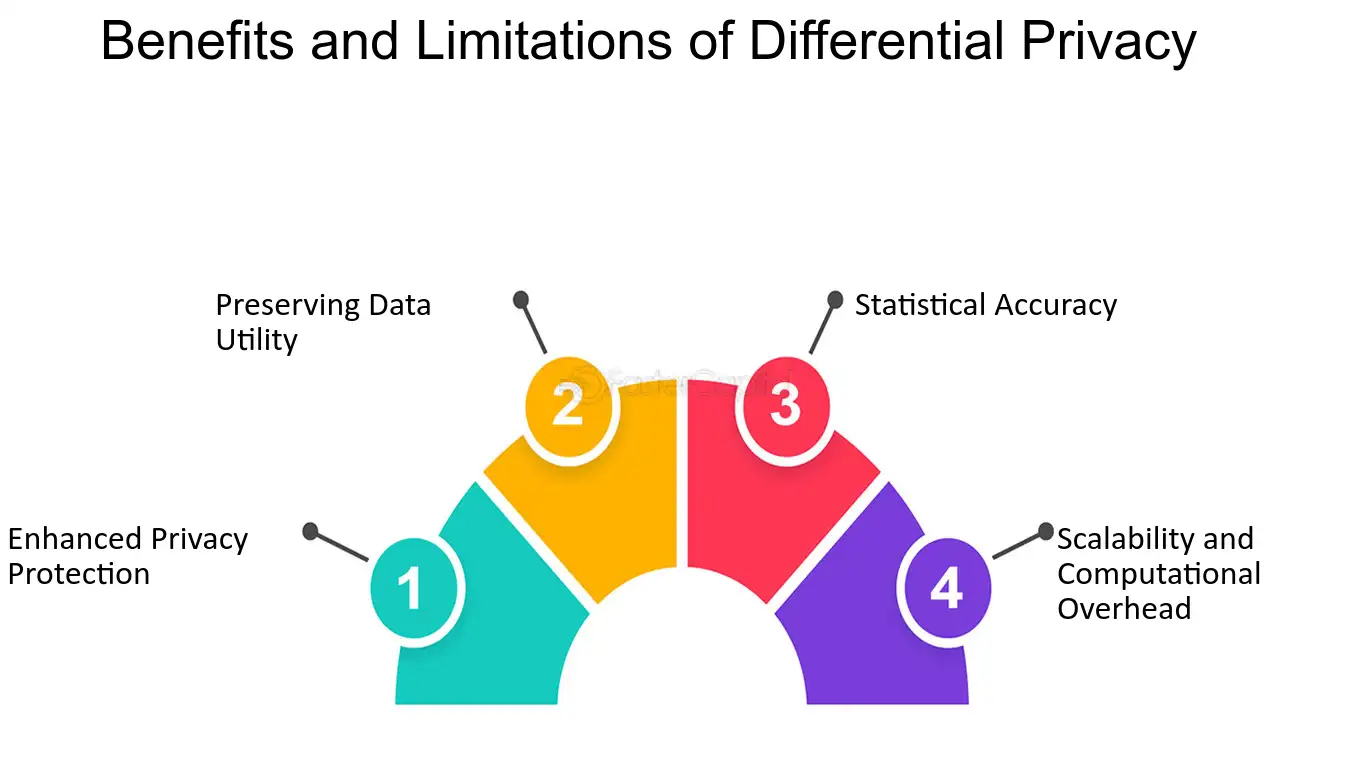 Benefits and Limitations of Differential Privacy
Preserving Data
Utility
Statistical Accuracy
2
3
Enhanced Privacy
Protection
1
4
Scalability and
Computational
Overhead